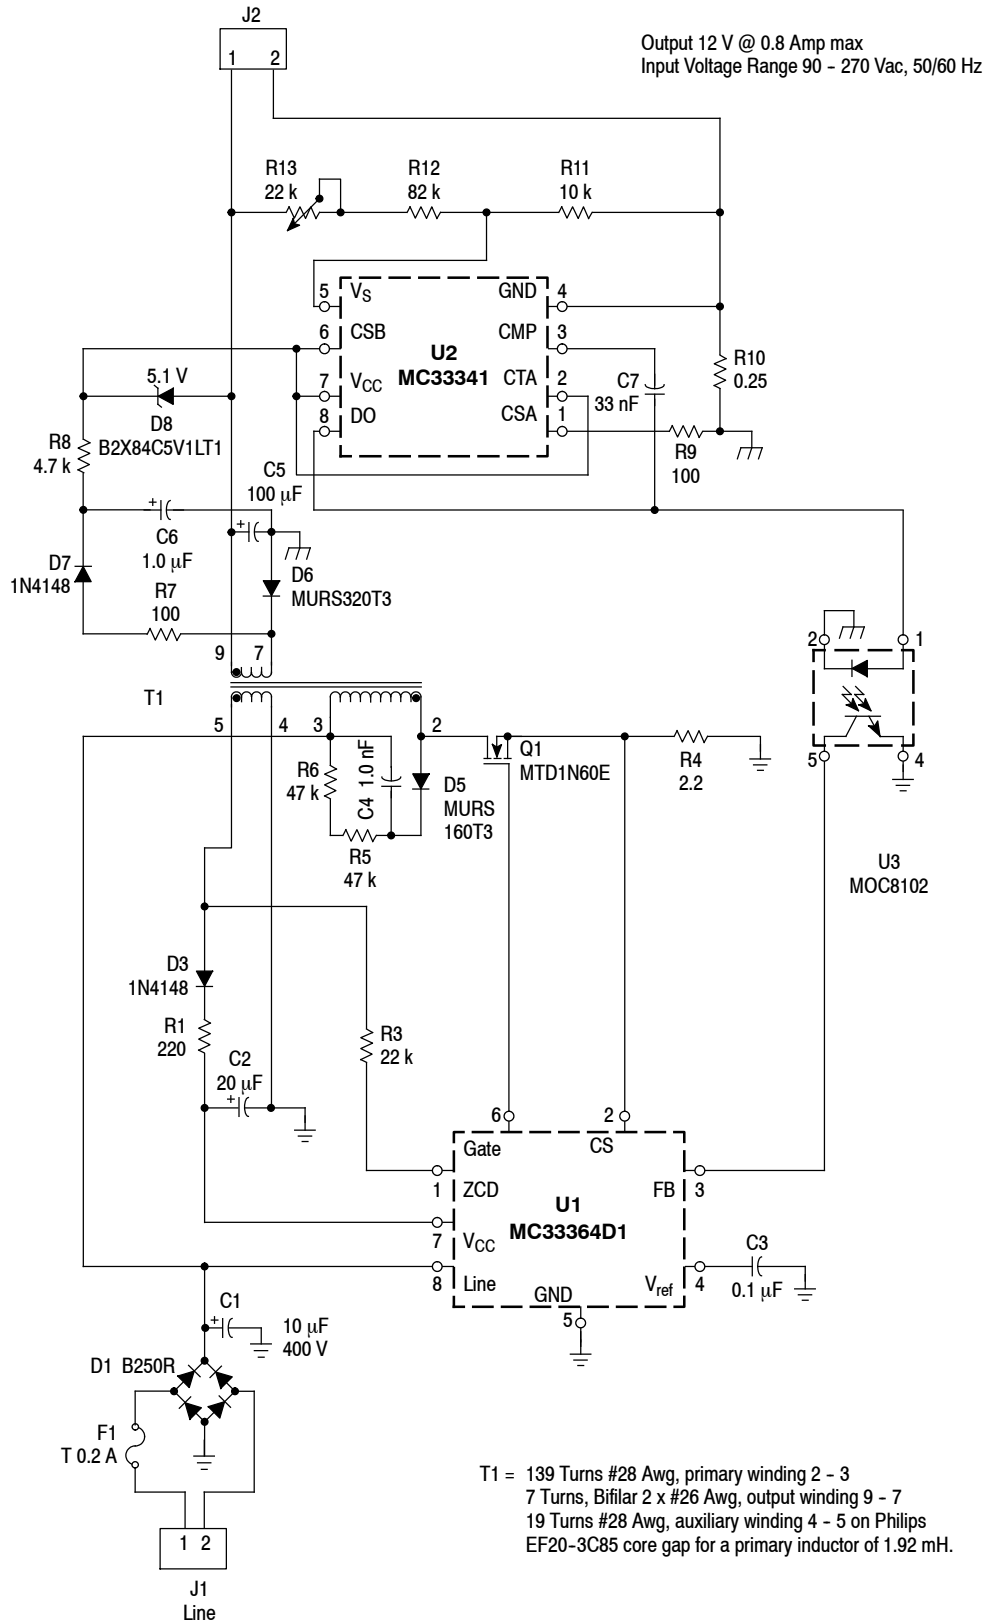 J2
Output 12 V @ 0.8 Amp max
Input Voltage Range 90 - 270 Vac, 50/60 Hz
1 2
R13
22 k
R12
82 k
R11
10 k
5 VS
GND 4
6 CSB
CMP 3
U2
MC33341
7 VCC
CTA 2
8 DO
CSA 1
C7
33 nF
R10
0.25
R9
100
5.1 V
D8
B2X84C5V1LT1
R8
4.7 k
C5
100 μF
+
+
C6
1.0 μF
D7
1N4148
R7
100
D6
MURS320T3
9 7
T1
5 4 3 2
2 1
5 4
U3
MOC8102
R6
47 k
C4 1.0 nF
D5
MURS
160T3
R5
47 k
Q1
MTD1N60E
R4
2.2
D3
1N4148
R1
220
R3
22 k
C2
20 μF
+
6 2
Gate CS
1 ZCD
FB 3
U1
MC33364D1
7 VCC
8 Line
Vref 4
GND
5
C3
0.1 μF
C1
+
10 μF
400 V
D1 B250R
F1
T 0.2 A
1 2
J1
Line
T1 = 139 Turns #28 Awg, primary winding 2 - 3
7 Turns, Bifilar 2 x #26 Awg, output winding 9 - 7
19 Turns #28 Awg, auxiliary winding 4 - 5 on Philips
EF20-3C85 core gap for a primary inductor of 1.92 mH.